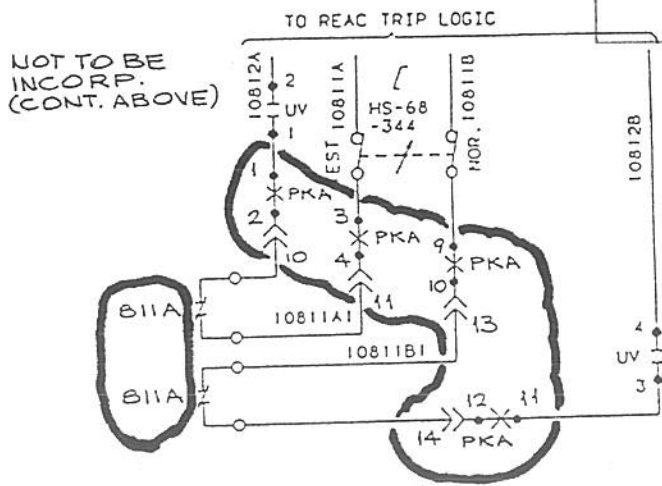 TO REAC TRIP LOGIC
NOT TO BE
INCORP.
(CONT. ABOVE)
10812A
2
UV
1
EST 10811A
HS-68
-344
NOR. 10811B
10812B
1
PKA
2
10
3
PKA
4
11
9
PKA
10
13
811A
10811A1
10811B1
811A
4
UV
3
14
12
PKA
11